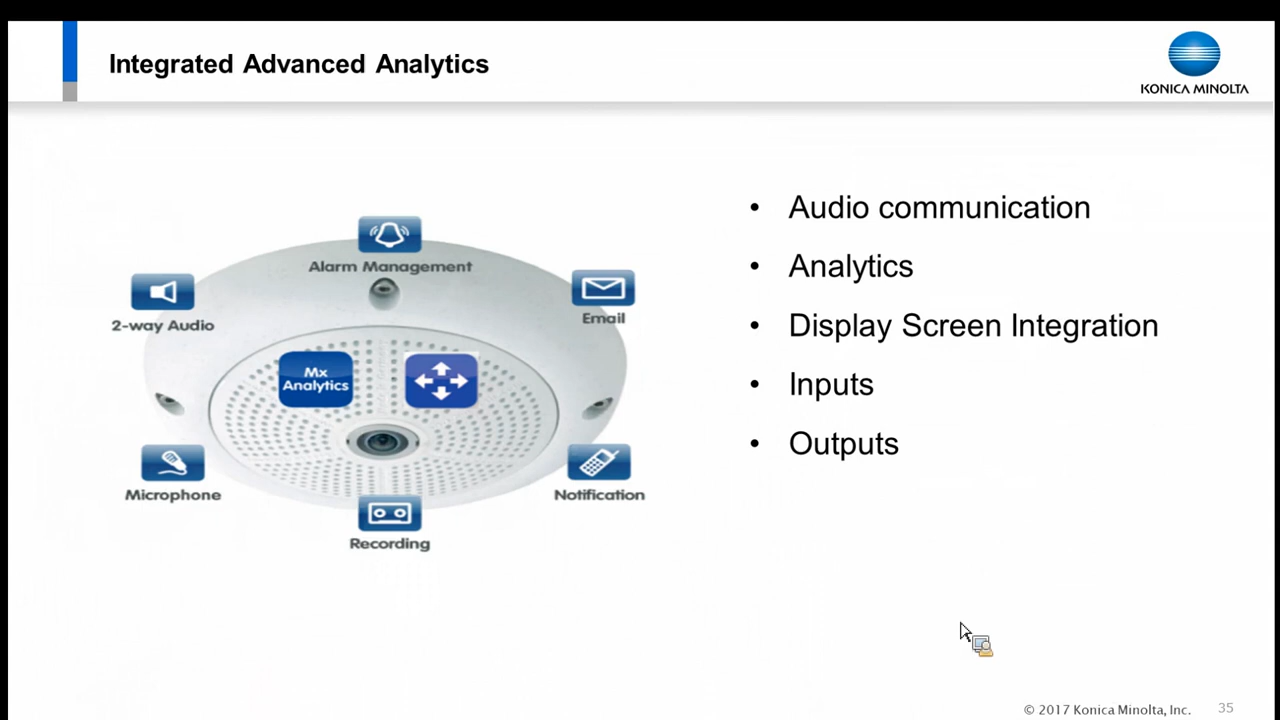 Integrated Advanced Analytics
KONICA MINOLTA
Alarm Management
2-way Audio
Email
Mx
Analytics
Microphone
Notification
Recording
• Audio communication
• Analytics
• Display Screen Integration
• Inputs
• Outputs
© 2017 Konica Minolta, Inc. 35